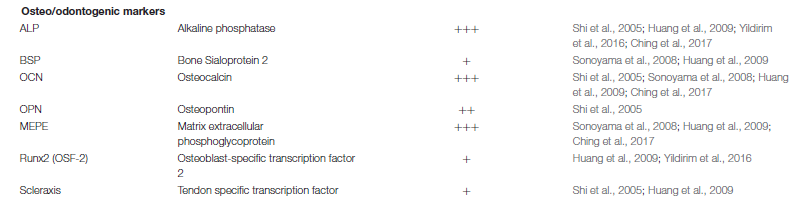 Osteo/odontogenic markers
ALP Alkaline phosphatase +++ Shi et al., 2005; Huang et al., 2009; Yildirim
et al., 2016; Ching et al., 2017
BSP Bone Sialoprotein 2 + Sonoyama et al., 2008; Huang et al., 2009
OCN Osteocalcin +++ Shi et al., 2005; Sonoyama et al., 2008; Huang
et al., 2009; Ching et al., 2017
OPN Osteopontin ++ Shi et al., 2005
MEPE Matrix extracellular +++ Sonoyama et al., 2008; Huang et al., 2009;
phosphoglycoprotein Ching et al., 2017
Runx2 (OSF-2) Osteoblast-specific transcription factor + Huang et al., 2009; Yildirim et al., 2016
2
Scleraxis Tendon specific transcription factor + Shi et al., 2005; Huang et al., 2009